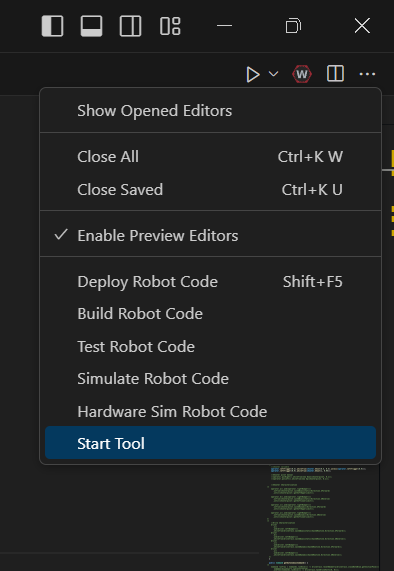 W
Show Opened Editors
Close All Ctrl+K W
Close Saved Ctrl+K U
Enable Preview Editors
Deploy Robot Code Shift+F5
Build Robot Code
Test Robot Code
Simulate Robot Code
Hardware Sim Robot Code
Start Tool